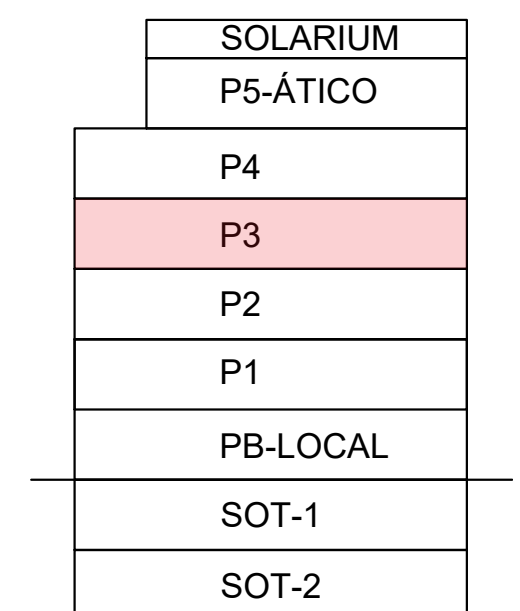 SOLARIUM
P5-ÁTICO
P4
P3
P2
P1
PB-LOCAL
SOT-1
SOT-2